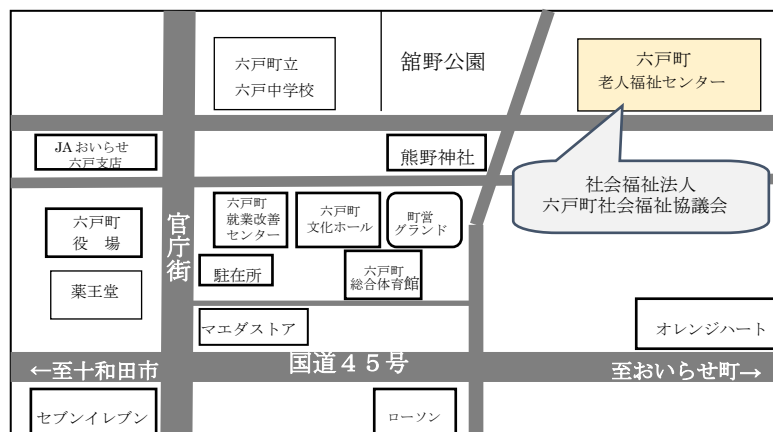 六戸町立
六戸中学校
舘野公園
六戸町
老人福祉センター
JAおいらせ
六戸支店
熊野神社
社会福祉法人
六戸町社会福祉協議会
六戸町
役　場
官庁街
六戸町
就業改善
センター
六戸町
文化ホール
町営
グランド
駐在所
六戸町
総合体育館
薬王堂
マエダストア
オレンジハート
←至十和田市
国道４５号
至おいらせ町→
セブンイレブン
ローソン